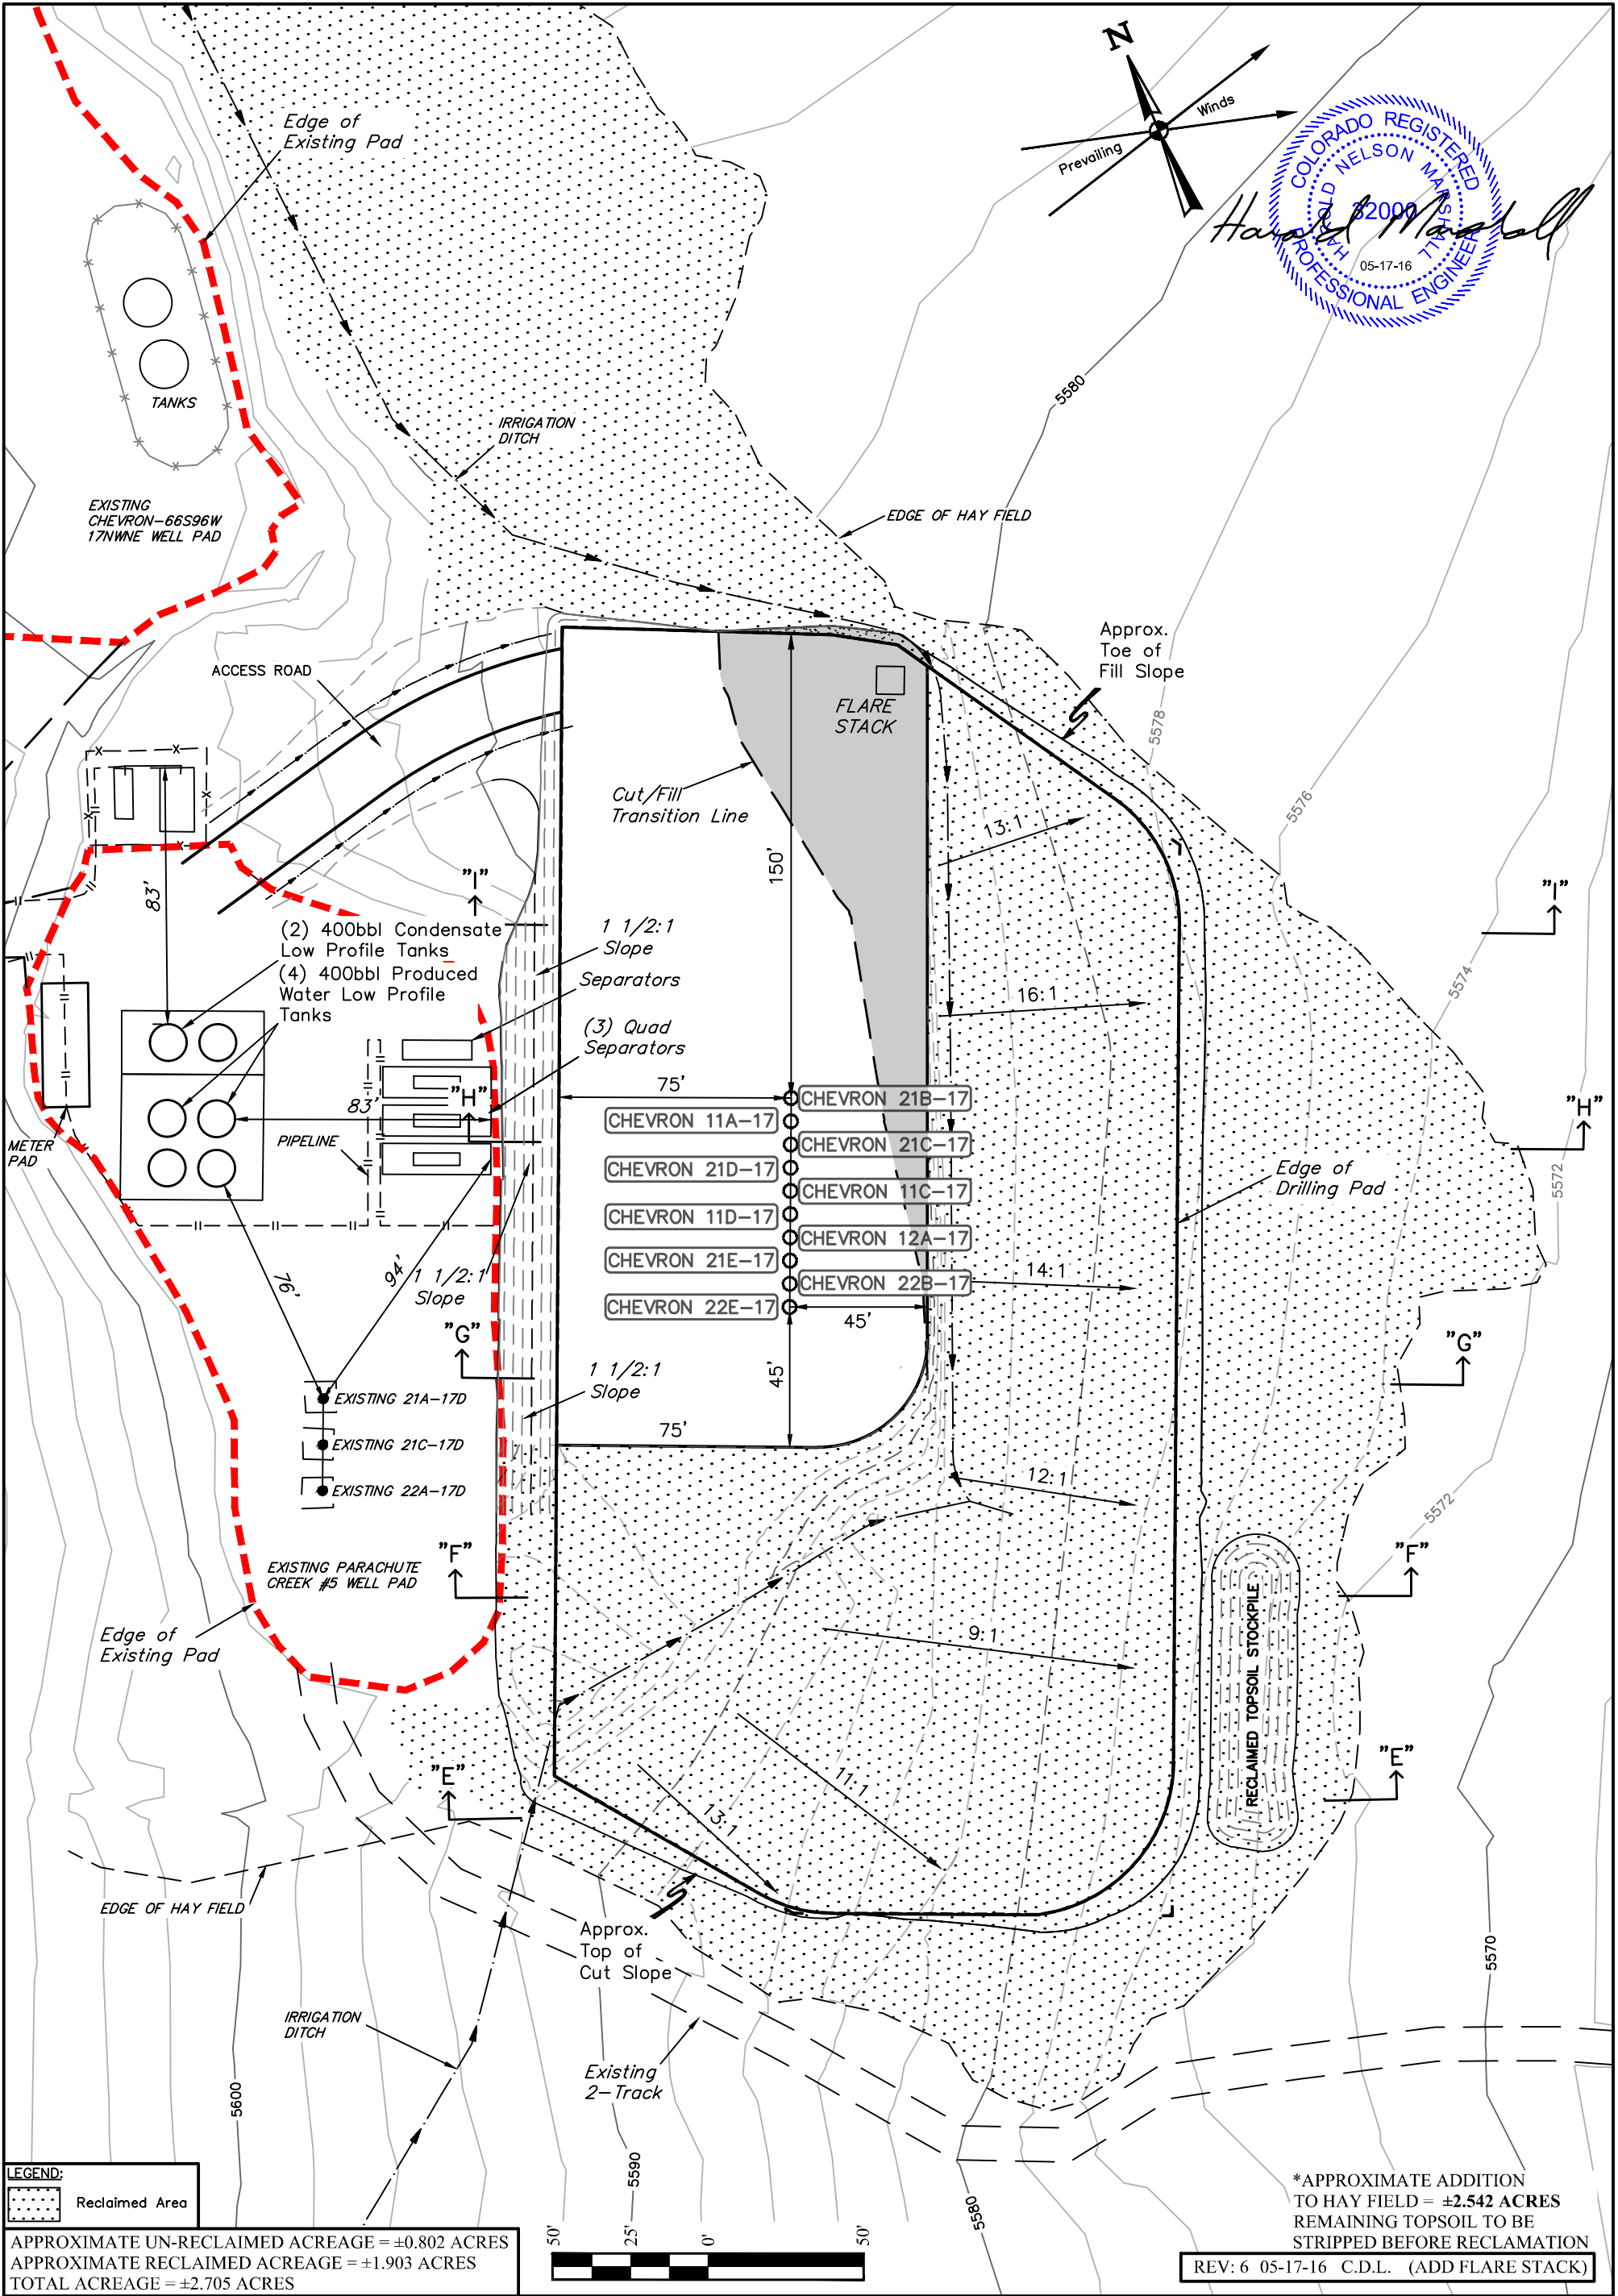 N
Prevailing
Winds
COLORADO REGISTERED
HAROLD NELSON MARSHALL
32000
05-17-16
PROFESSIONAL ENGINEER
Harold Marshall
Edge of
Existing Pad
TANKS
IRRIGATION
DITCH
5580
EXISTING
CHEVRON-66S96W
17NWNE WELL PAD
EDGE OF HAY FIELD
Approx.
Toe of
Fill Slope
ACCESS ROAD
FLARE
STACK
5578
Cut/Fill
Transition Line
5576
13:1
150'
83'
"I"
"I"
(2) 400bbl Condensate
Low Profile Tanks
(4) 400bbl Produced
Water Low Profile
Tanks
1 1/2:1
Slope
Separators
(3) Quad
Separators
5574
16:1
75'
"H"
"H"
83'
CHEVRON 21B-17
CHEVRON 11A-17
CHEVRON 21C-17
CHEVRON 21D-17
CHEVRON 11C-17
CHEVRON 11D-17
CHEVRON 12A-17
CHEVRON 21E-17
CHEVRON 22B-17
CHEVRON 22E-17
METER
PAD
PIPELINE
Edge of
Drilling Pad
5572
76'
94'
1 1/2:1
Slope
14:1
45'
"G"
"G"
45'
1 1/2:1
Slope
75'
EXISTING 21A-17D
EXISTING 21C-17D
EXISTING 22A-17D
12:1
5572
"F"
"F"
EXISTING PARACHUTE
CREEK #5 WELL PAD
Edge of
Existing Pad
9:1
RECLAIMED TOPSOIL STOCKPILE
"E"
"E"
11:1
13:1
EDGE OF HAY FIELD
Approx.
Top of
Cut Slope
5570
IRRIGATION
DITCH
Existing
2-Track
5600
5590
5580
LEGEND:
Reclaimed Area
APPROXIMATE UN-RECLAIMED ACREAGE = ±0.802 ACRES
APPROXIMATE RECLAIMED ACREAGE = ±1.903 ACRES
TOTAL ACREAGE = ±2.705 ACRES
50' 25' 0' 50'
*APPROXIMATE ADDITION
TO HAY FIELD = ±2.542 ACRES
REMAINING TOPSOIL TO BE
STRIPPED BEFORE RECLAMATION
REV: 6 05-17-16 C.D.L. (ADD FLARE STACK)